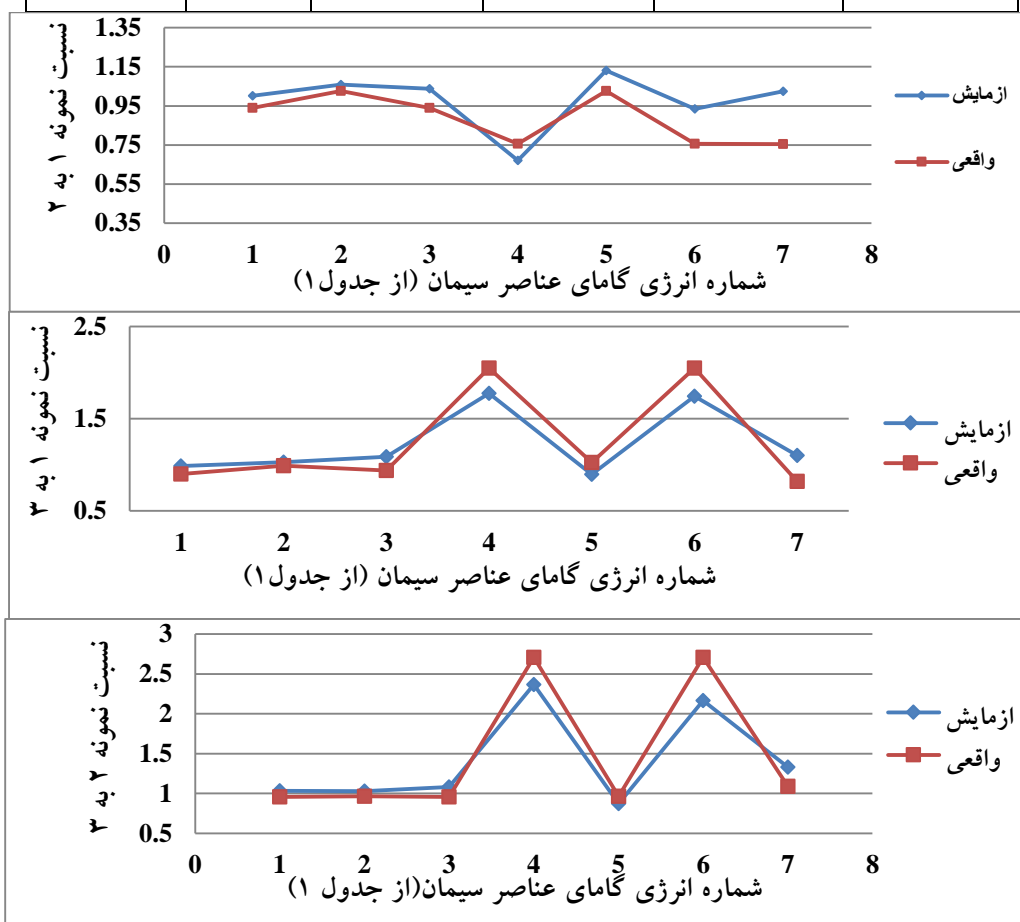 نسبت نمونه ۱ به ۲
1.35
1.15
0.95
0.75
0.55
0.35
0 1 2 3 4 5 6 7 8
شماره انرژی گامای عناصر سیمان (از جدول۱)
ازمایش
واقعی
نسبت نمونه ۱ به ۳
2.5
1.5
0.5
1 2 3 4 5 6 7
شماره انرژی گامای عناصر سیمان (از جدول۱)
ازمایش
واقعی
نسبت نمونه ۲ به ۳
3
2.5
2
1.5
1
0.5
0 1 2 3 4 5 6 7 8
شماره انرژی گامای عناصر سیمان(از جدول ۱)
ازمایش
واقعی